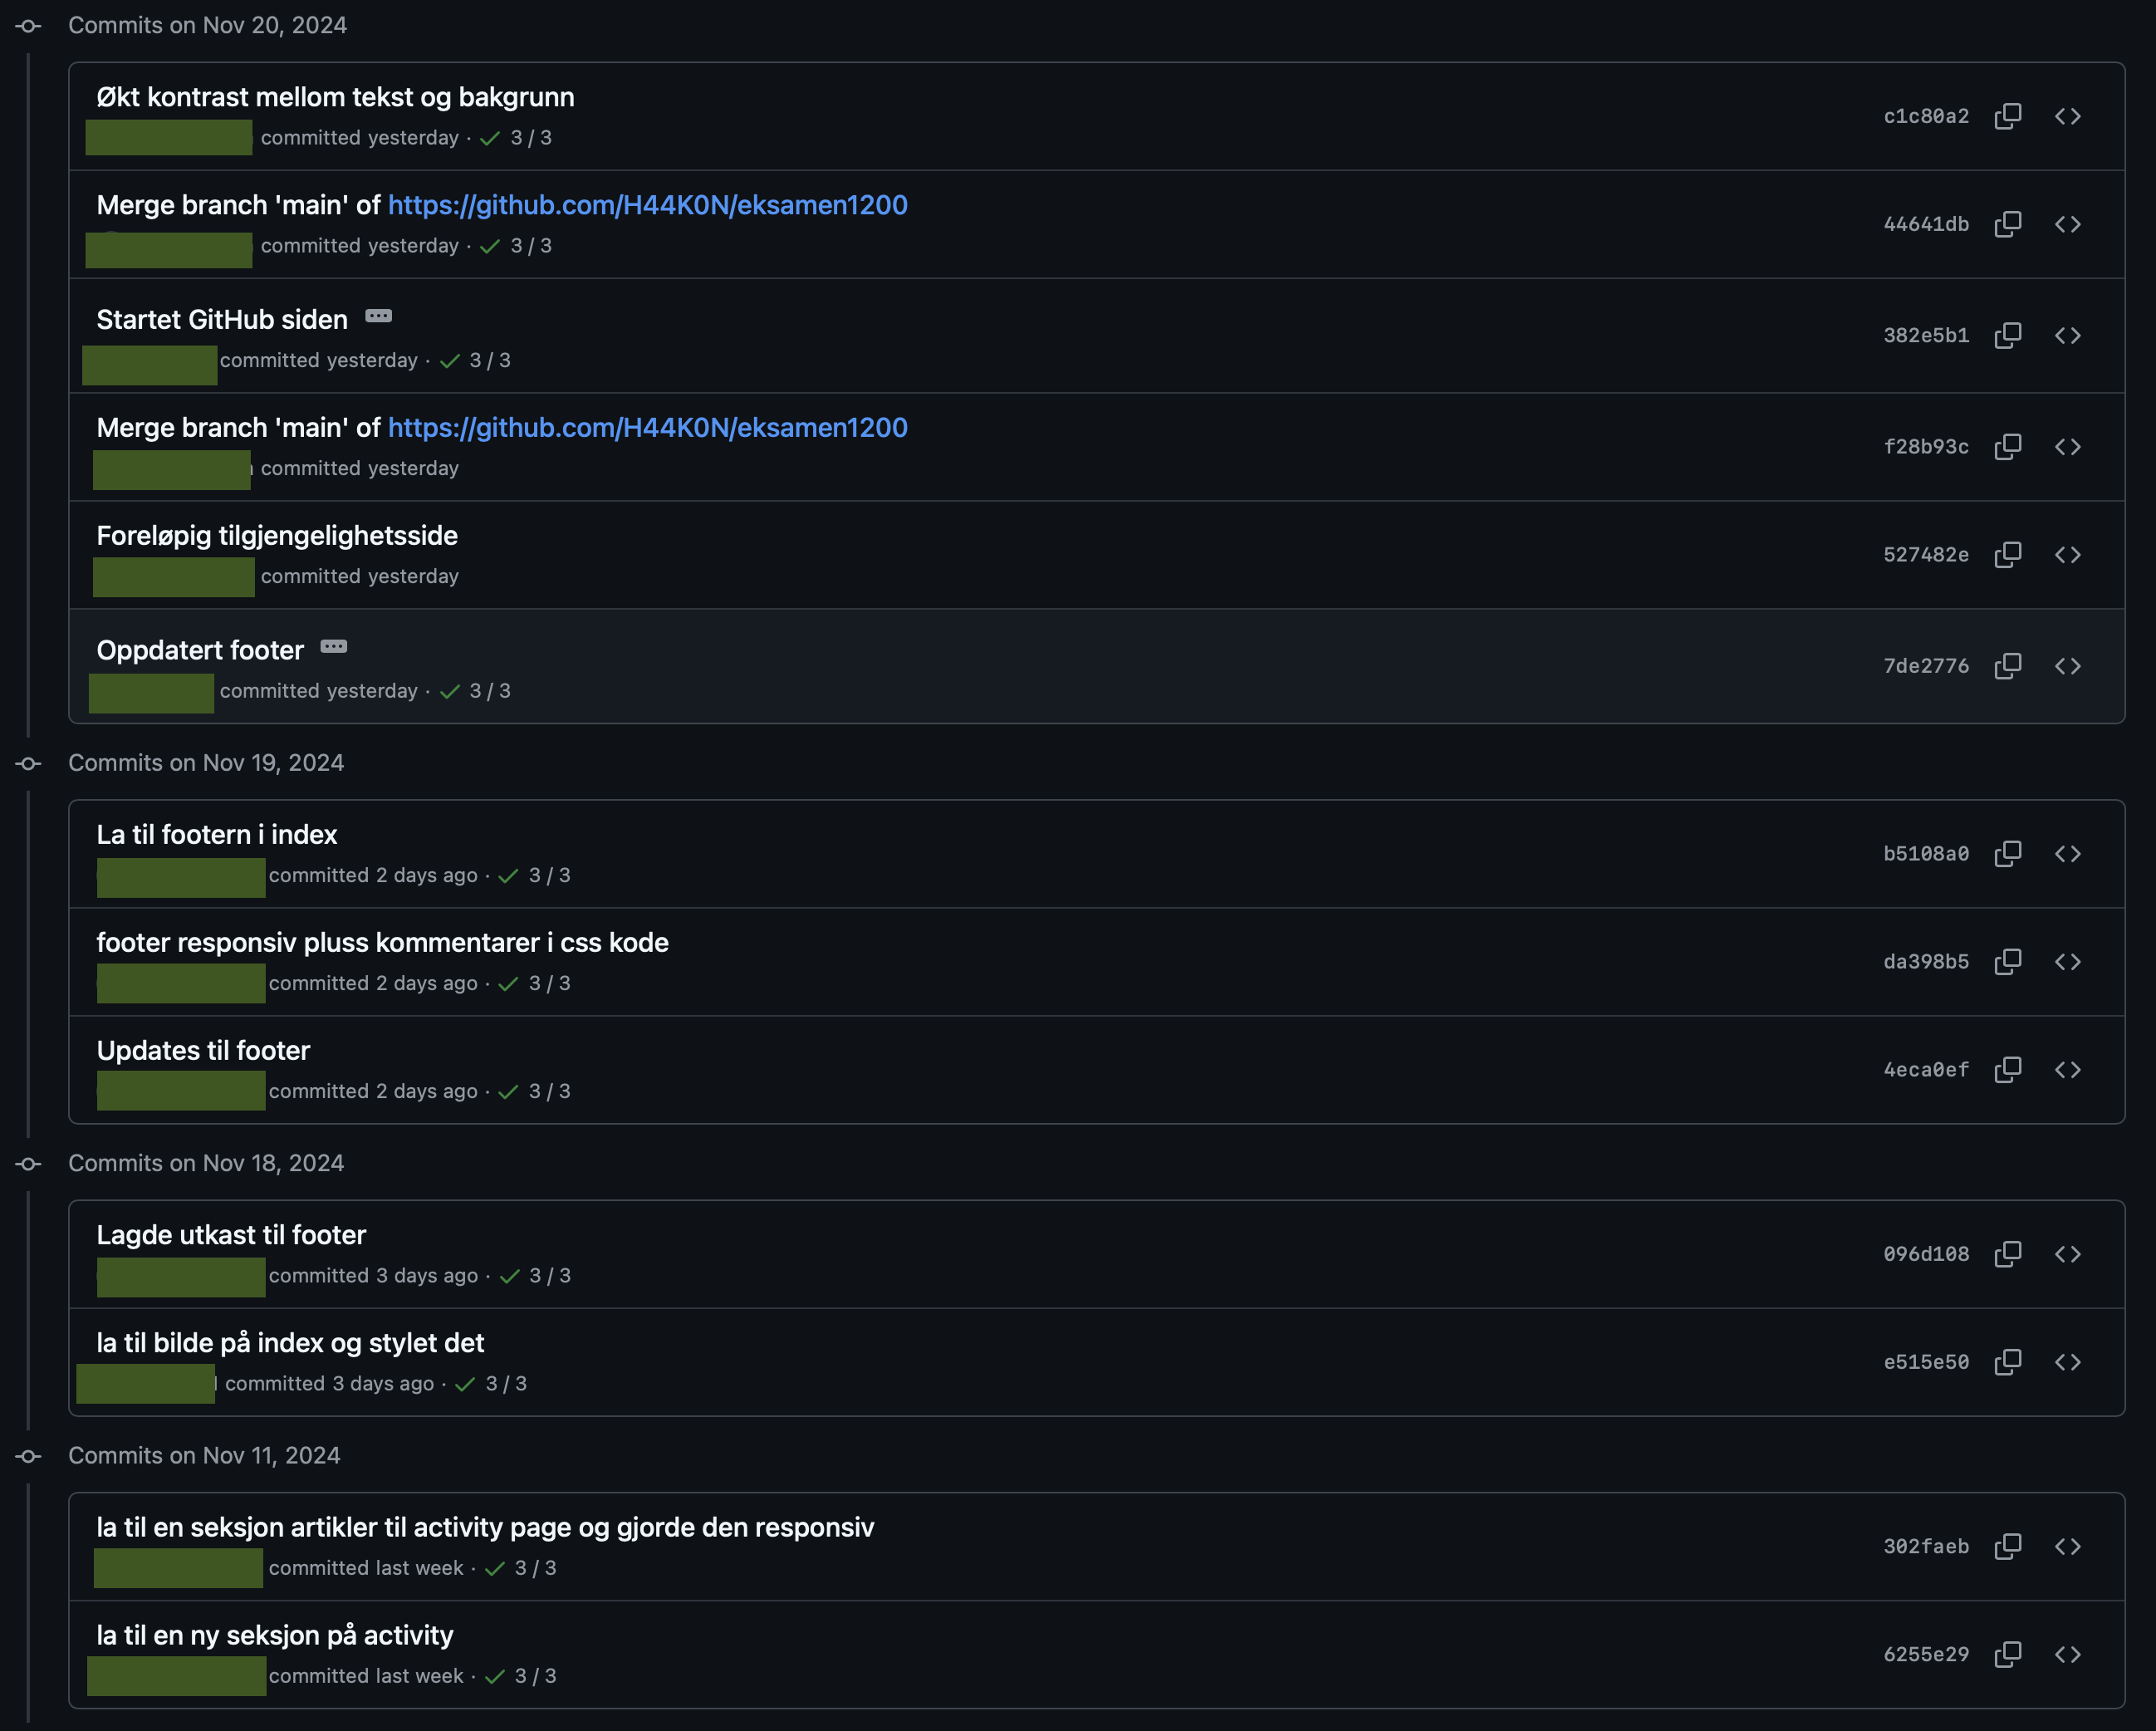 Commits on Nov 20, 2024
Økt kontrast mellom tekst og bakgrunn
committed yesterday · 3 / 3
c1c80a2
Merge branch 'main' of https://github.com/H44K0N/eksamen1200
committed yesterday · 3 / 3
44641db
Startet GitHub siden
committed yesterday · 3 / 3
382e5b1
Merge branch 'main' of https://github.com/H44K0N/eksamen1200
committed yesterday
f28b93c
Foreløpig tilgjengelighetsside
committed yesterday
527482e
Oppdatert footer
committed yesterday · 3 / 3
7de2776
Commits on Nov 19, 2024
La til footern i index
committed 2 days ago · 3 / 3
b5108a0
footer responsiv pluss kommentarer i css kode
committed 2 days ago · 3 / 3
da398b5
Updates til footer
committed 2 days ago · 3 / 3
4eca0ef
Commits on Nov 18, 2024
Lagde utkast til footer
committed 3 days ago · 3 / 3
096d108
la til bilde på index og stylet det
committed 3 days ago · 3 / 3
e515e50
Commits on Nov 11, 2024
la til en seksjon artikler til activity page og gjorde den responsiv
committed last week · 3 / 3
302faeb
la til en ny seksjon på activity
committed last week · 3 / 3
6255e29